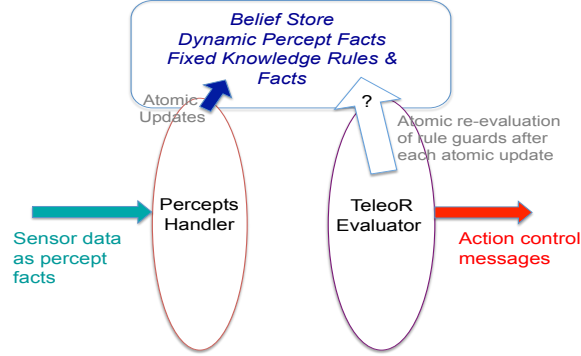 Belief Store
Dynamic Percept Facts
Fixed Knowledge Rules &
Facts
Atomic
Updates
?
Atomic re-evaluation
of rule guards after
each atomic update
Percepts
Handler
TeleoR
Evaluator
Sensor data
as percept
facts
Action control
messages